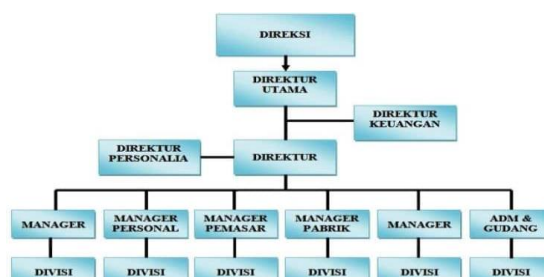 DIREKSI
DIREKTUR
UTAMA
DIREKTUR
KEUANGAN
DIREKTUR
PERSONALIA
DIREKTUR
MANAGER
MANAGER
PERSONAL
MANAGER
PEMASAR
MANAGER
PABRIK
MANAGER
ADM &
GUDANG
DIVISI
DIVISI
DIVISI
DIVISI
DIVISI
DIVISI